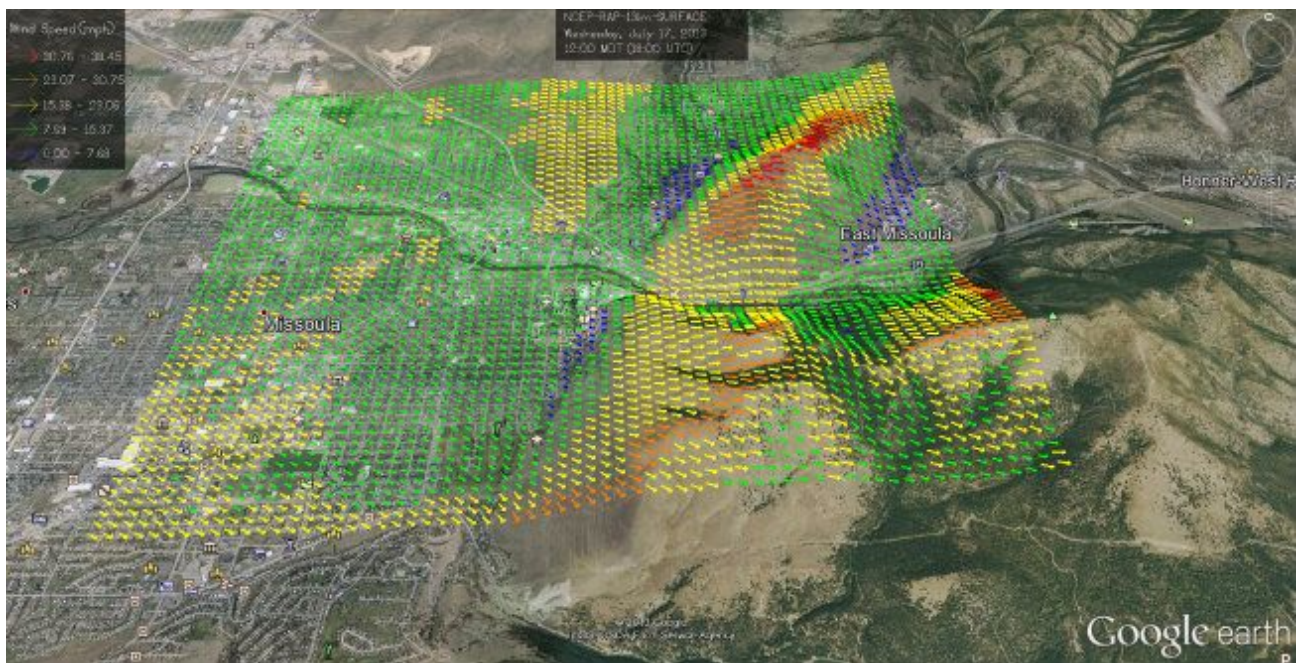 Wind Speed (mph)
30.76 - 38.45
23.07 - 30.75
15.38 - 23.06
7.69 - 15.37
0.00 - 7.68
NCEP-RAP-13km-SURFACE
Wednesday, July 17, 2013
12:00 MDT (18:00 UTC)
East Missoula
Missoula
Google earth